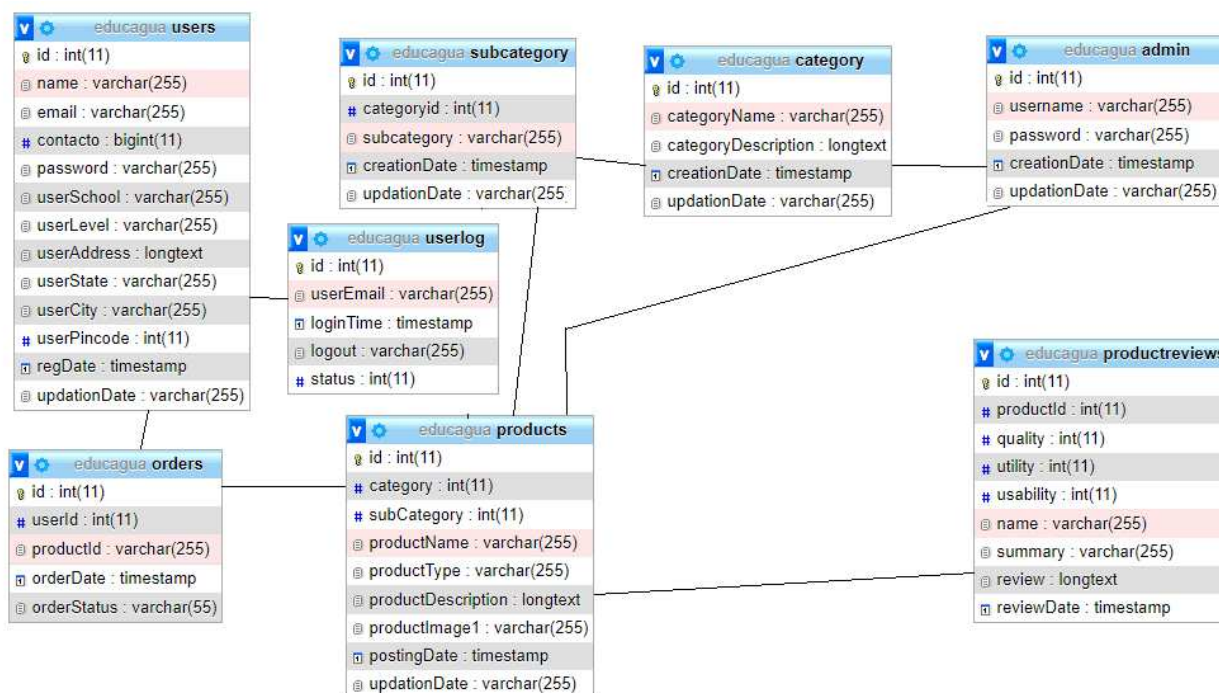 educagua users
id : int(11)
name : varchar(255)
email : varchar(255)
# contacto : bigint(11)
password : varchar(255)
userSchool : varchar(255)
userLevel : varchar(255)
userAddress : longtext
userState : varchar(255)
userCity : varchar(255)
# userPincode : int(11)
regDate : timestamp
updationDate : varchar(255)
educagua subcategory
id : int(11)
# categoryid : int(11)
subcategory : varchar(255)
creationDate : timestamp
updationDate : varchar(255)
educagua category
id : int(11)
categoryName : varchar(255)
categoryDescription : longtext
creationDate : timestamp
updationDate : varchar(255)
educagua admin
id : int(11)
username : varchar(255)
password : varchar(255)
creationDate : timestamp
updationDate : varchar(255)
educagua userlog
id : int(11)
userEmail : varchar(255)
loginTime : timestamp
logout : varchar(255)
# status : int(11)
educagua orders
id : int(11)
# userId : int(11)
productId : varchar(255)
orderDate : timestamp
orderStatus : varchar(55)
educagua products
id : int(11)
# category : int(11)
# subCategory : int(11)
productName : varchar(255)
productType : varchar(255)
productDescription : longtext
productImage1 : varchar(255)
postingDate : timestamp
updationDate : varchar(255)
educagua productreviews
id : int(11)
# productId : int(11)
# quality : int(11)
# utility : int(11)
# usability : int(11)
name : varchar(255)
summary : varchar(255)
review : longtext
reviewDate : timestamp